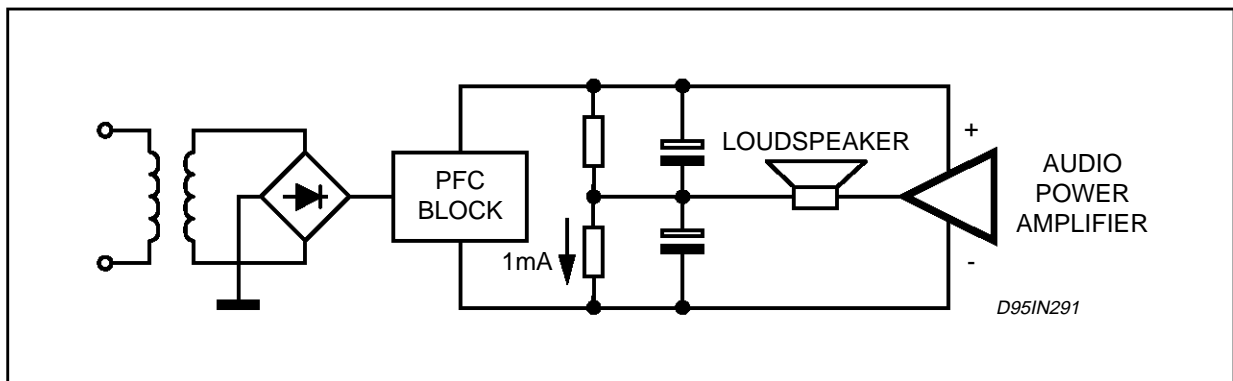 PFC
BLOCK
1mA
LOUDSPEAKER
+
-
AUDIO
POWER
AMPLIFIER
D95IN291